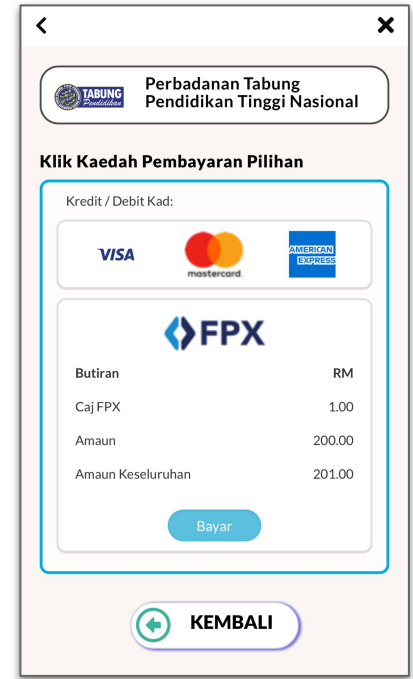 TABUNG
Pendidikan
Perbadanan Tabung
Pendidikan Tinggi Nasional
Klik Kaedah Pembayaran Pilihan
Kredit / Debit Kad:
VISA
mastercard.
AMERICAN
EXPRESS
FPX
Butiran RM
Caj FPX 1.00
Amaun 200.00
Amaun Keseluruhan 201.00
Bayar
KEMBALI